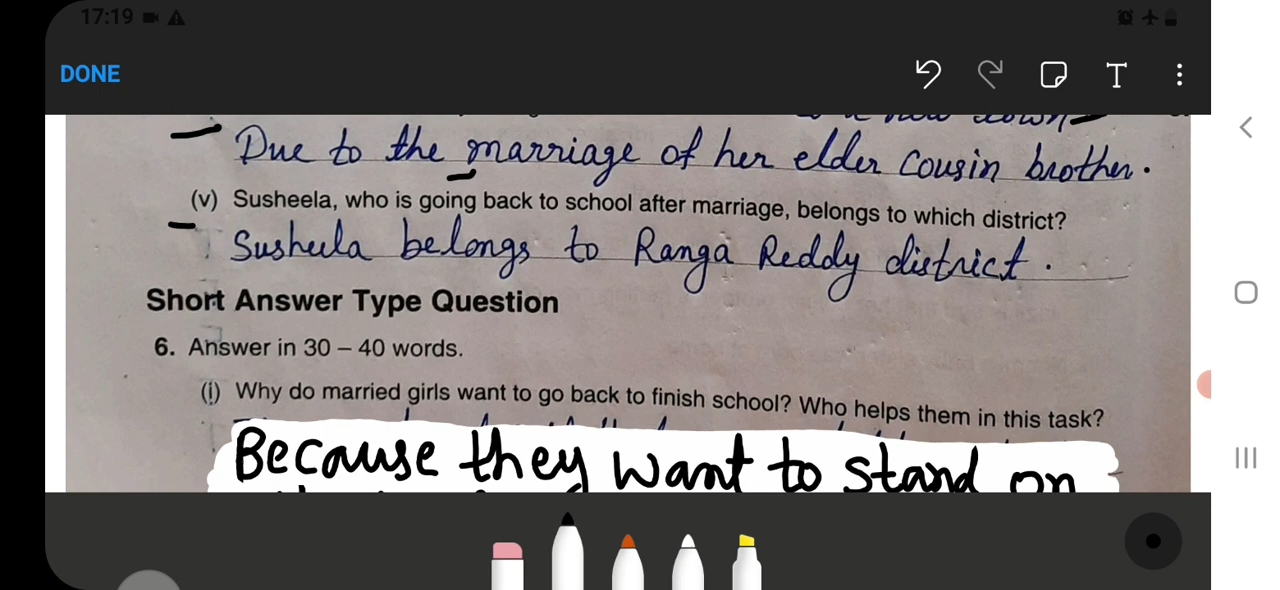 17:19
DONE
T
Due to the marriage of her elder cousin brother.
(v) Susheela, who is going back to school after marriage, belongs to which district?
Susheela belongs to Ranga Reddy district.
Short Answer Type Question
6. Answer in 30 – 40 words.
(i) Why do married girls want to go back to finish school? Who helps them in this task?
Because they want to stand on